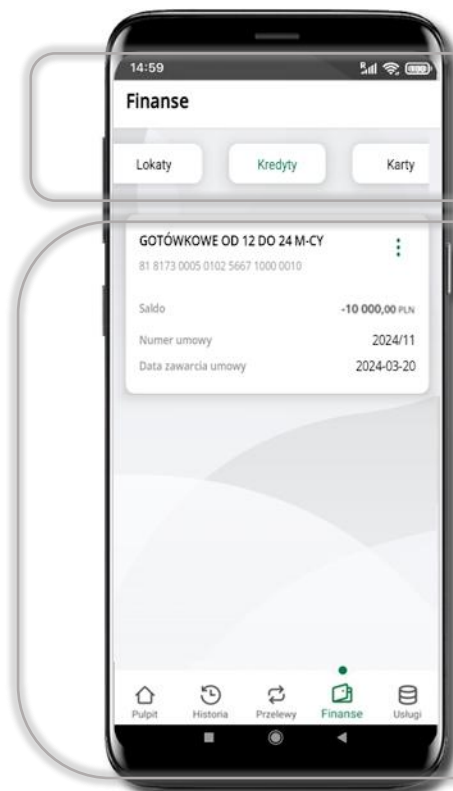 14:59
Finanse
Lokaty Kredyty Karty
GOTÓWKOWE OD 12 DO 24 M-CY
81 8173 0005 0102 5667 1000 0010
Saldo -10 000,00 PLN
Numer umowy 2024/11
Data zawarcia umowy 2024-03-20
Pulpit Historia Przelewy Finanse Usługi